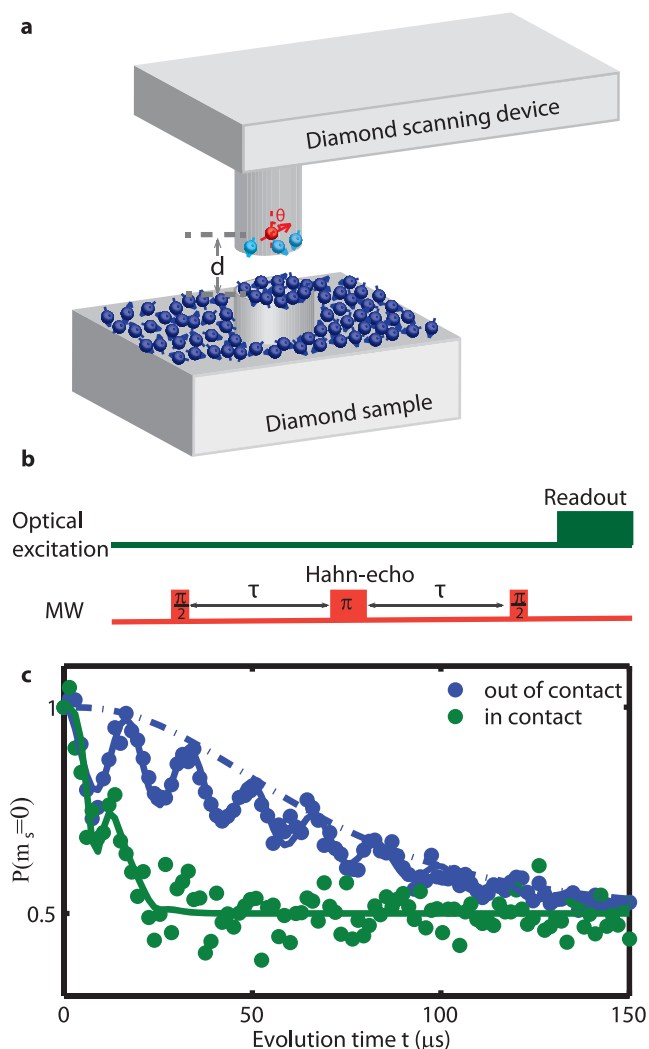 a
Diamond scanning device
θ
d
Diamond sample
b
Readout
Optical
excitation
Hahn-echo
MW
π/2
τ
π
τ
π/2
c
out of contact
in contact
P(m_s=0)
1
0.5
0
50
100
150
Evolution time t (μs)